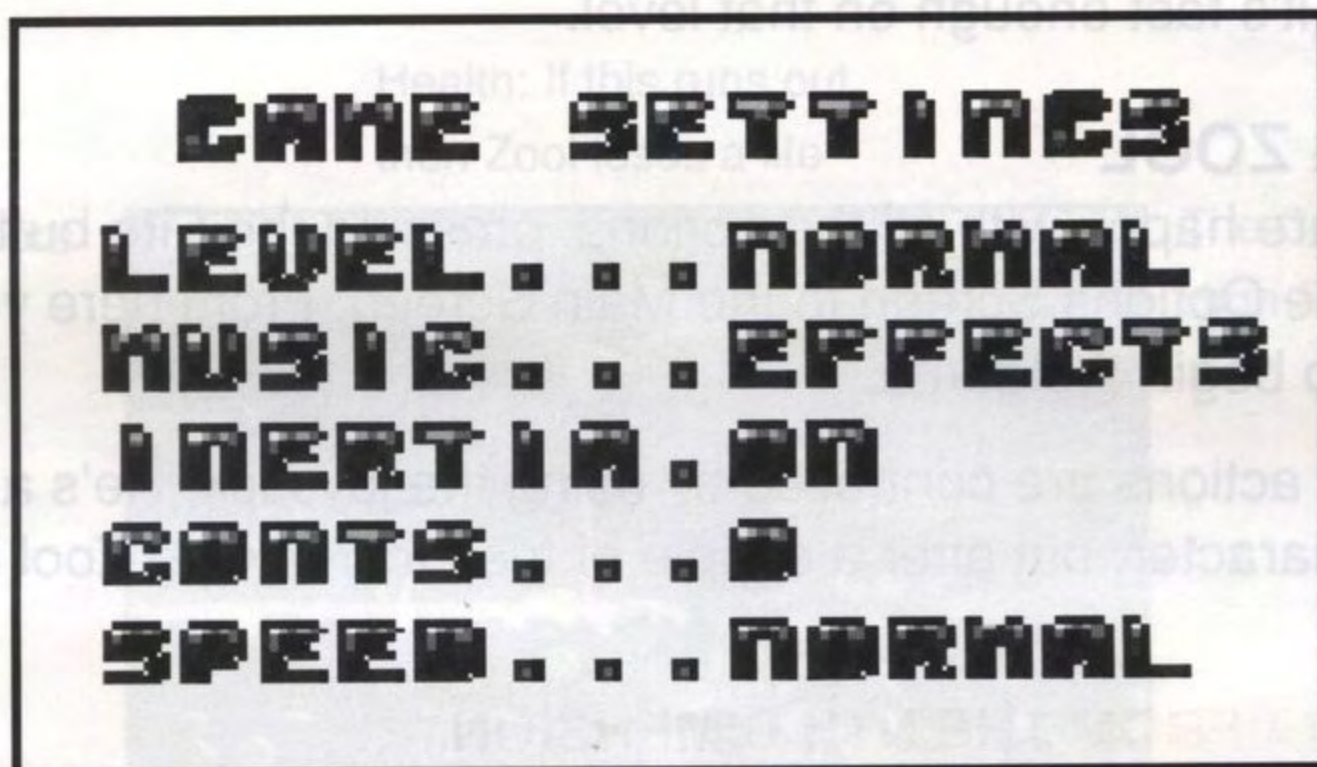 GAME SETTINGS
LEVEL...NORMAL
MUSIC...EFFECTS
INERTIA.ON
CONTS...0
SPEED...NORMAL